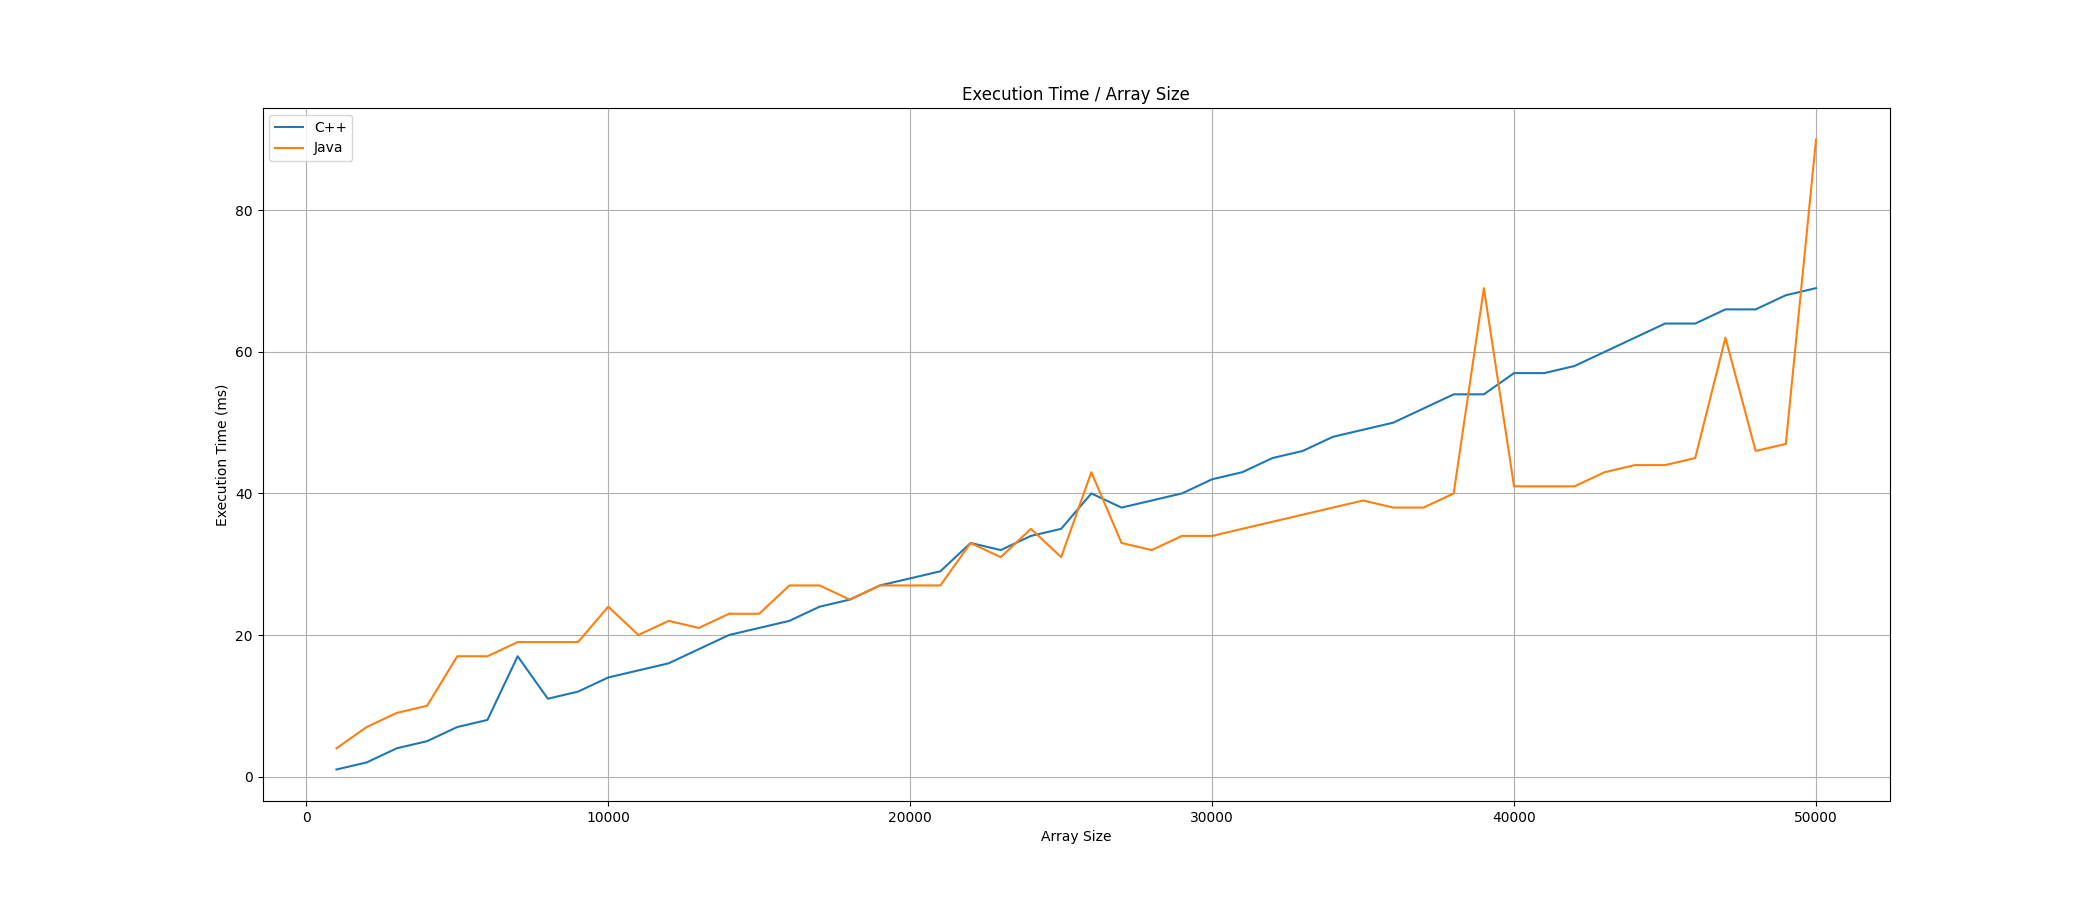 Execution Time / Array Size
C++
Java
80
60
40
20
0
Execution Time (ms)
0 10000 20000 30000 40000 50000
Array Size